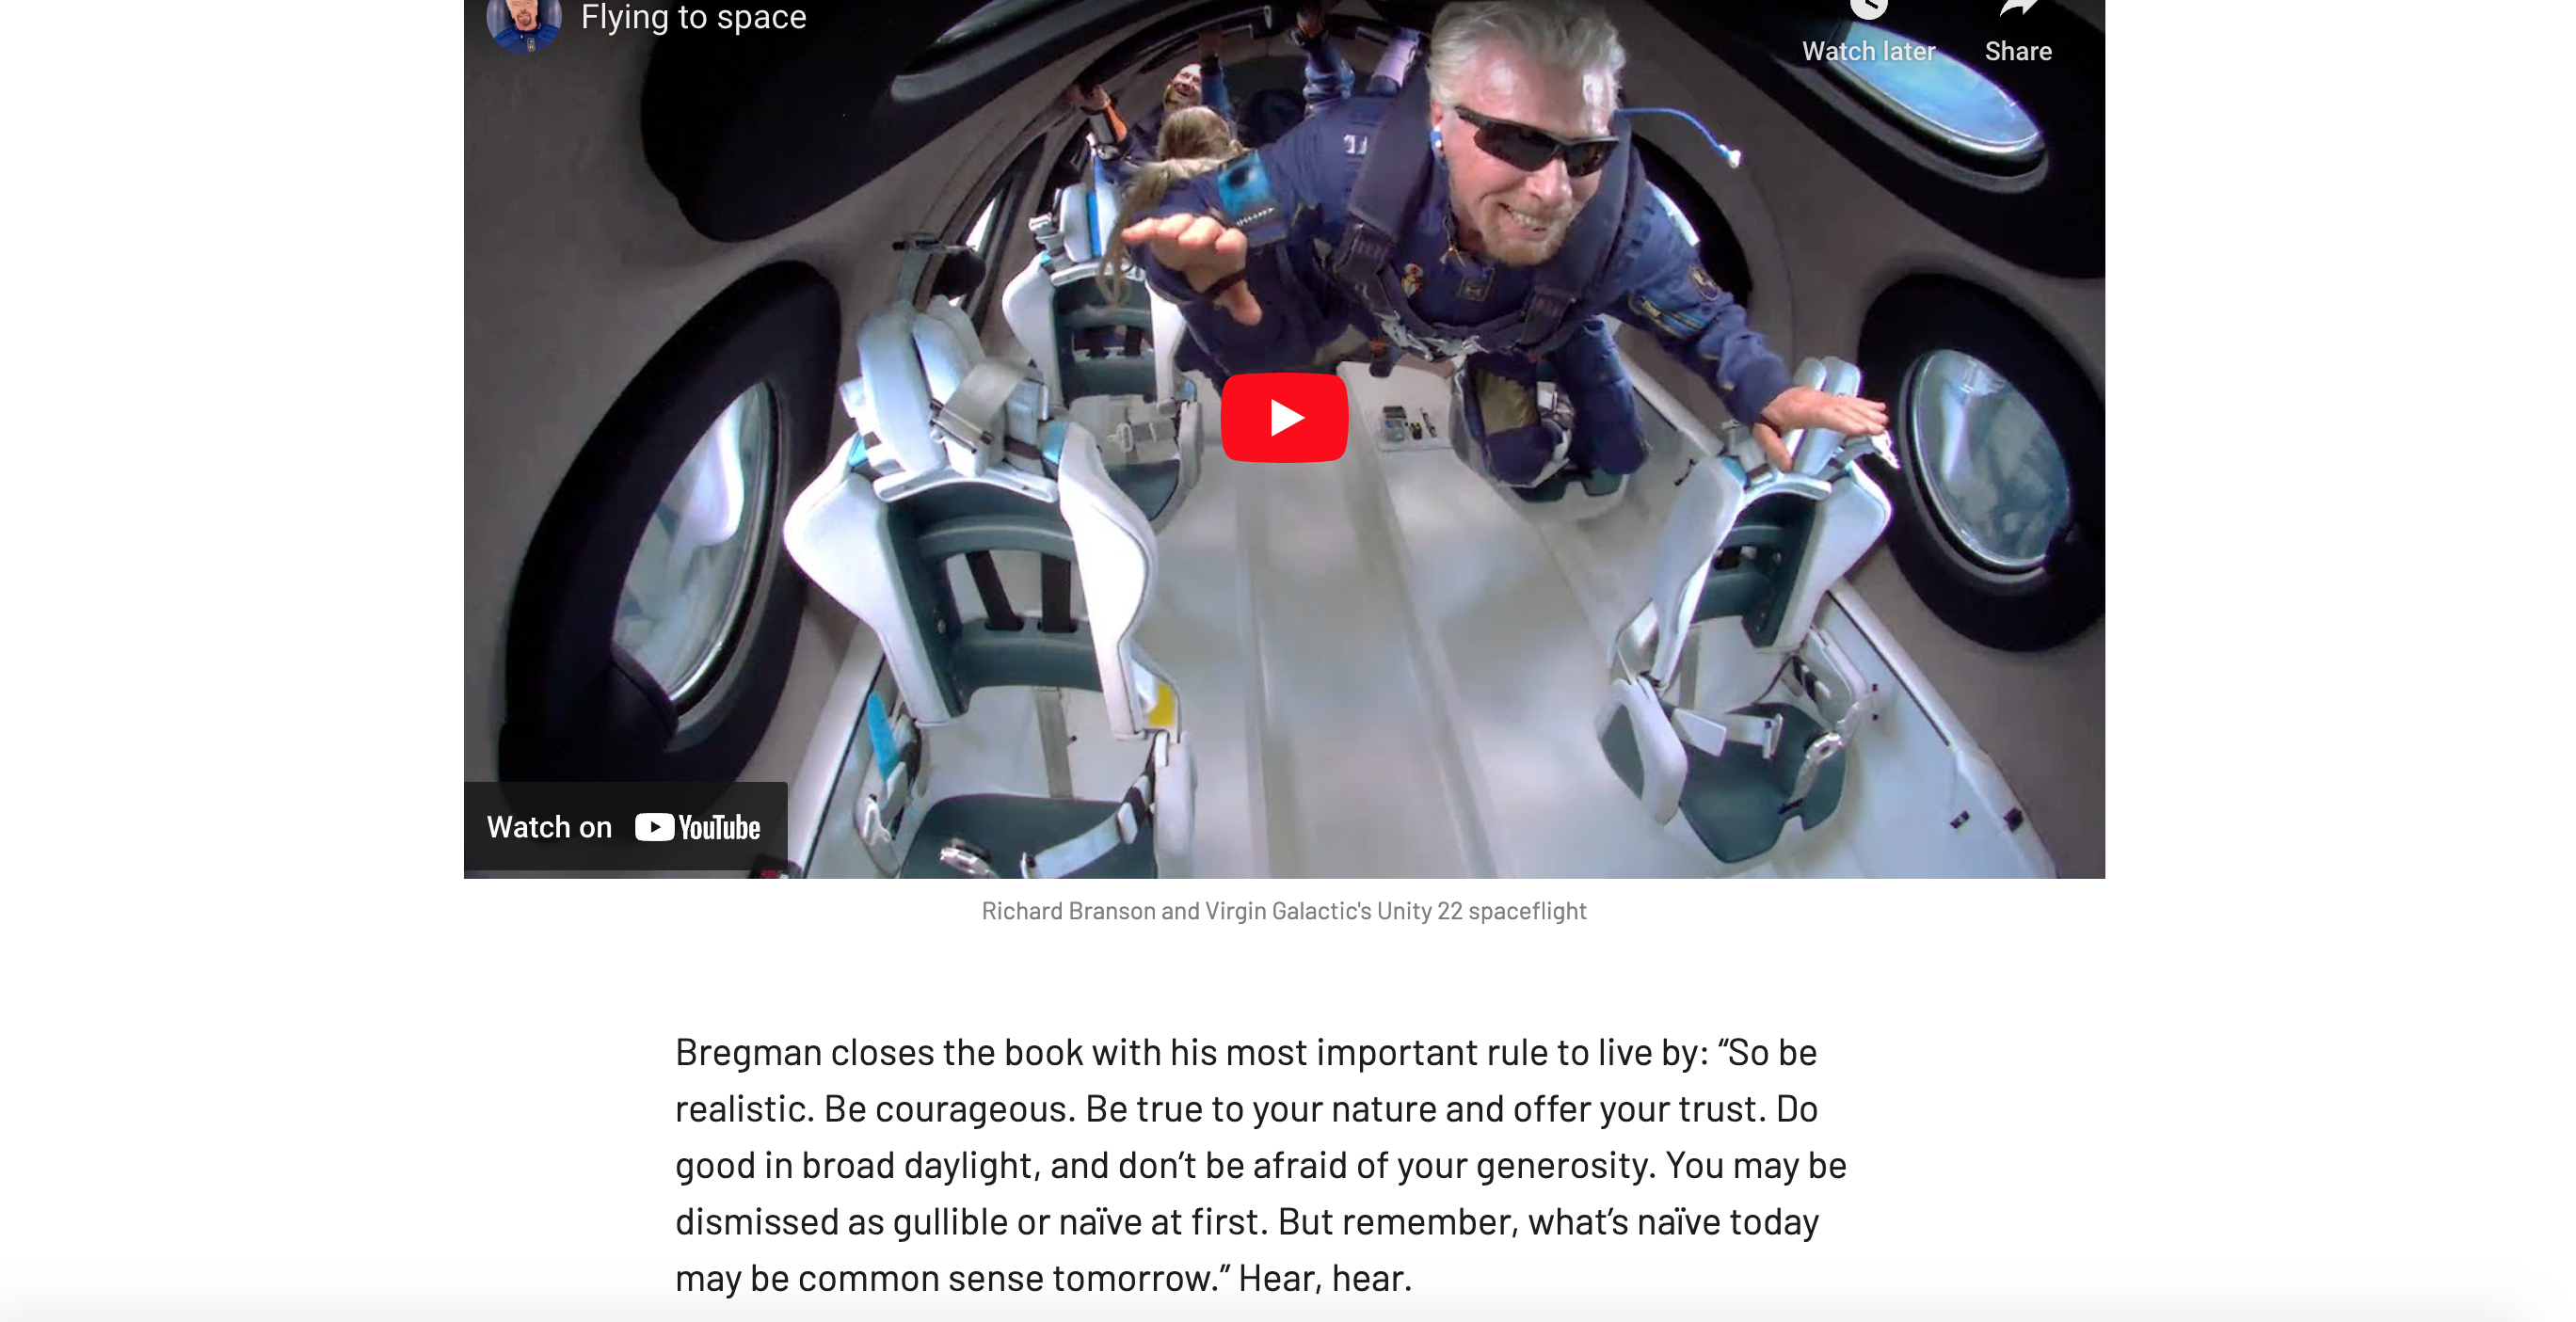 Flying to space
Watch later
Share
Watch on YouTube
Richard Branson and Virgin Galactic's Unity 22 spaceflight
Bregman closes the book with his most important rule to live by: “So be
realistic. Be courageous. Be true to your nature and offer your trust. Do
good in broad daylight, and don’t be afraid of your generosity. You may be
dismissed as gullible or naïve at first. But remember, what’s naïve today
may be common sense tomorrow.” Hear, hear.